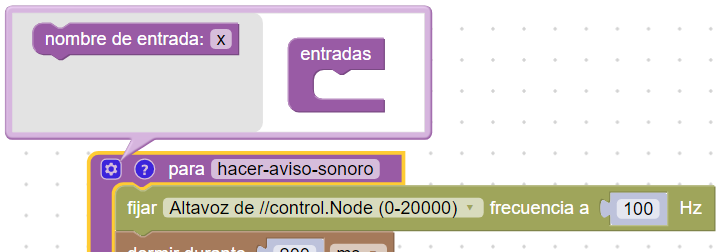 nombre de entrada: x
entradas
? para hacer-aviso-sonoro
fijar Altavoz de //control.Node (0-20000) frecuencia a 100 Hz